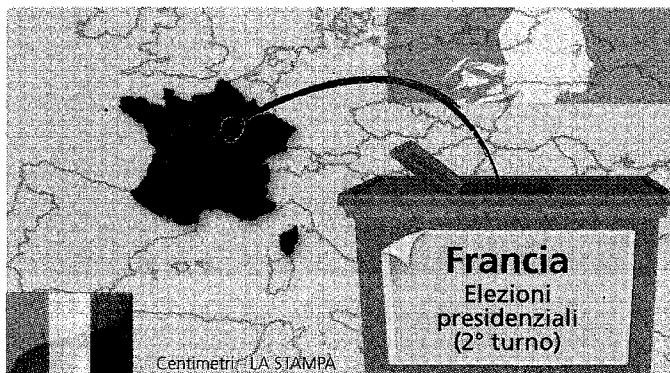 Francia
Elezioni
presidenziali
(2° turno)
Centimetri - LA STAMPA